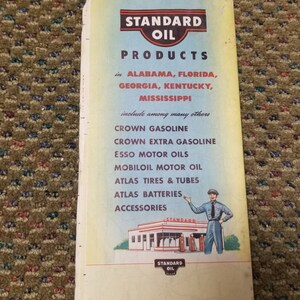 STANDARD
OIL
PRODUCTS
in ALABAMA, FLORIDA,
GEORGIA, KENTUCKY,
MISSISSIPPI
include among many others
CROWN GASOLINE
CROWN EXTRA GASOLINE
ESSO MOTOR OILS
MOBILOIL MOTOR OIL
ATLAS TIRES & TUBES
ATLAS BATTERIES
ACCESSORIES
STANDARD
STANDARD
OIL